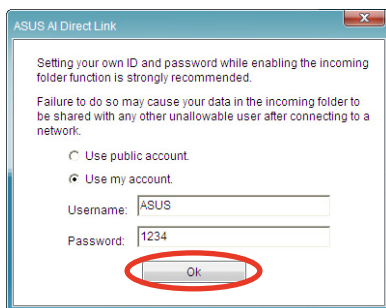 ASUS AI Direct Link
Setting your own ID and password while enabling the incoming
folder function is strongly recommended.
Failure to do so may cause your data in the incoming folder to
be shared with any other unallowable user after connecting to a
network.
Use public account.
Use my account.
Username: ASUS
Password: 1234
Ok